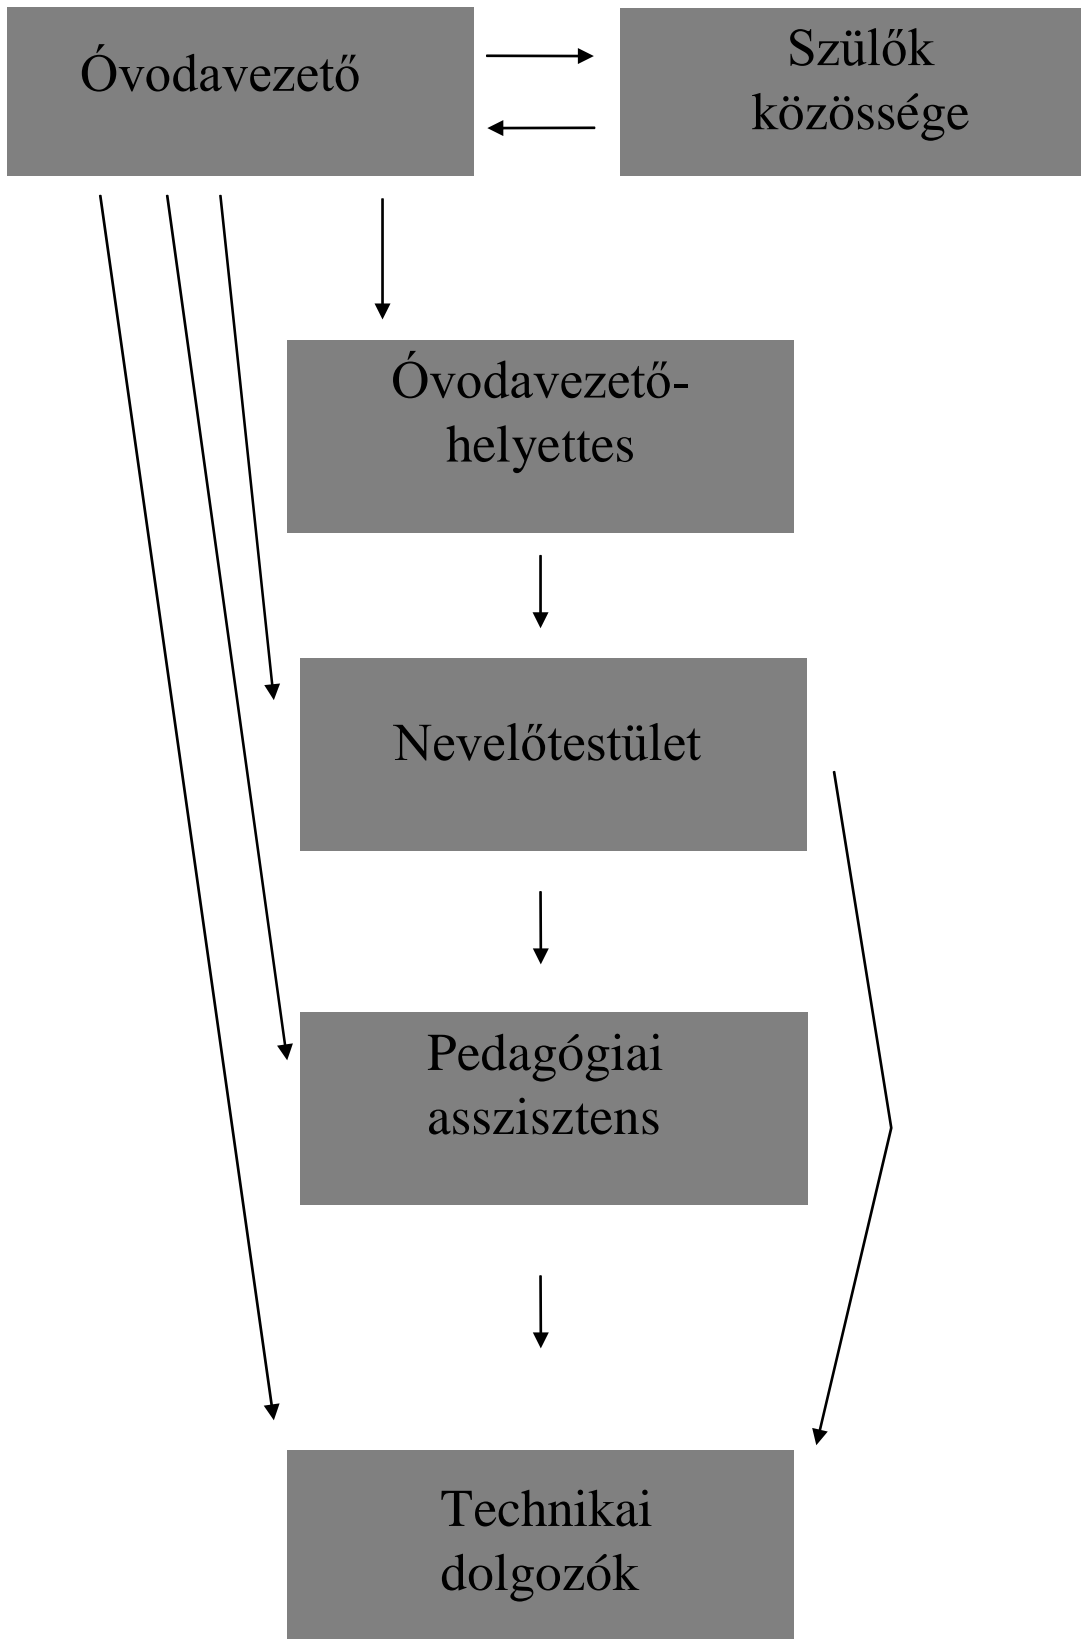 Óvodavezető
Szülők
közössége
Óvodavezető-
helyettes
Nevelőtestület
Pedagógiai
asszisztens
Technikai
dolgozók